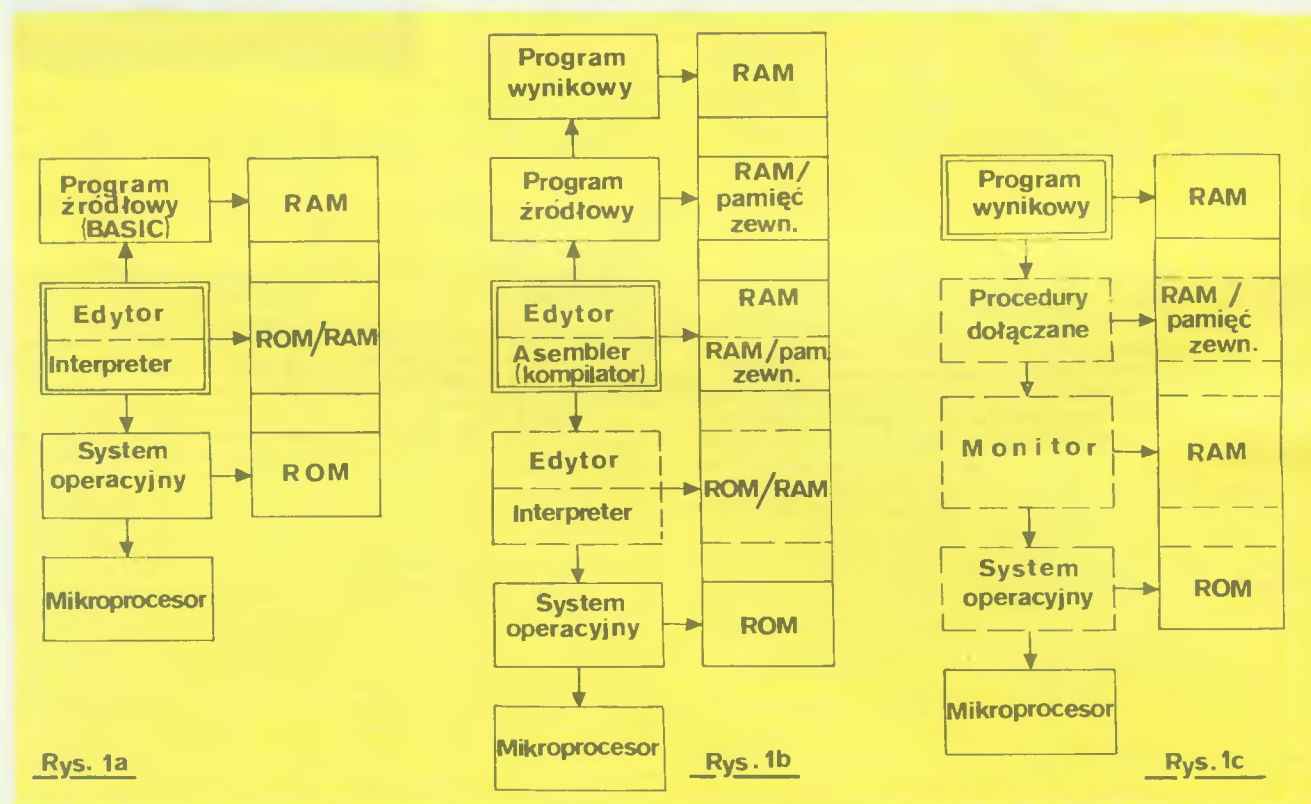 Program
źródłowy
(BASIC)
RAM
Edytor
Interpreter
ROM/RAM
System
operacyjny
ROM
Mikroprocesor
Rys. 1a
Program
wynikowy
RAM
Program
źródłowy
RAM/
pamięć
zewn.
Edytor
Asembler
(kompilator)
RAM
RAM/pam.
zewn.
Edytor
Interpreter
ROM/RAM
System
operacyjny
ROM
Mikroprocesor
Rys. 1b
Program
wynikowy
RAM
Procedury
dołączane
RAM /
pamięć
zewn.
Monitor
RAM
System
operacyjny
ROM
Mikroprocesor
Rys. 1c